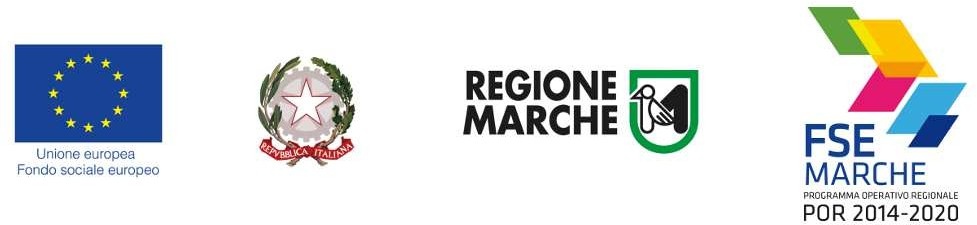 Unione europea
Fondo sociale europeo
REPVBBLICA ITALIANA
REGIONE
MARCHE
FSE
MARCHE
PROGRAMMA OPERATIVO REGIONALE
POR 2014-2020